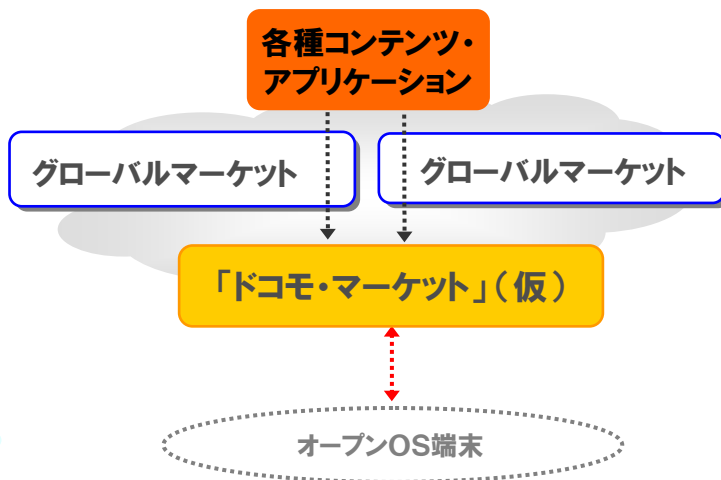 各種コンテンツ・
アプリケーション
グローバルマーケット
グローバルマーケット
「ドコモ・マーケット」（仮）
オープンOS端末